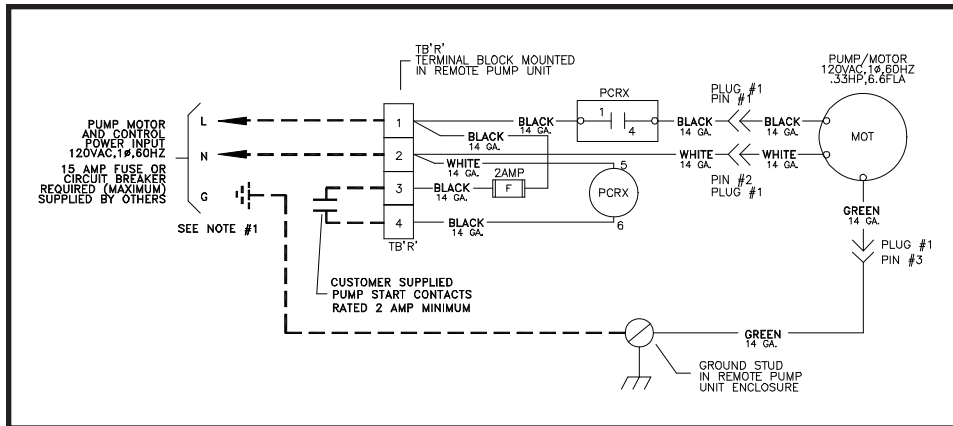 TB'R'
TERMINAL BLOCK MOUNTED
IN REMOTE PUMP UNIT
PUMP/MOTOR
120VAC,1ø,60HZ
.33HP,6.6FLA
PLUG #1
PIN #1
PCRX
1
4
L
1
BLACK
14 GA.
BLACK
14 GA.
BLACK
14 GA.
MOT
PUMP MOTOR
AND CONTROL
POWER INPUT
120VAC,1ø,60HZ
15 AMP FUSE OR
CIRCUIT BREAKER
REQUIRED (MAXIMUM)
SUPPLIED BY OTHERS
BLACK
14 GA.
N
2
WHITE
14 GA.
WHITE
14 GA.
WHITE
14 GA.
PIN #2
PLUG #1
5
2AMP
F
PCRX
6
G
3
BLACK
14 GA.
4
BLACK
14 GA.
TB'R'
SEE NOTE #1
GREEN
14 GA.
PLUG #1
PIN #3
CUSTOMER SUPPLIED
PUMP START CONTACTS
RATED 2 AMP MINIMUM
GREEN
14 GA.
GROUND STUD
IN REMOTE PUMP
UNIT ENCLOSURE